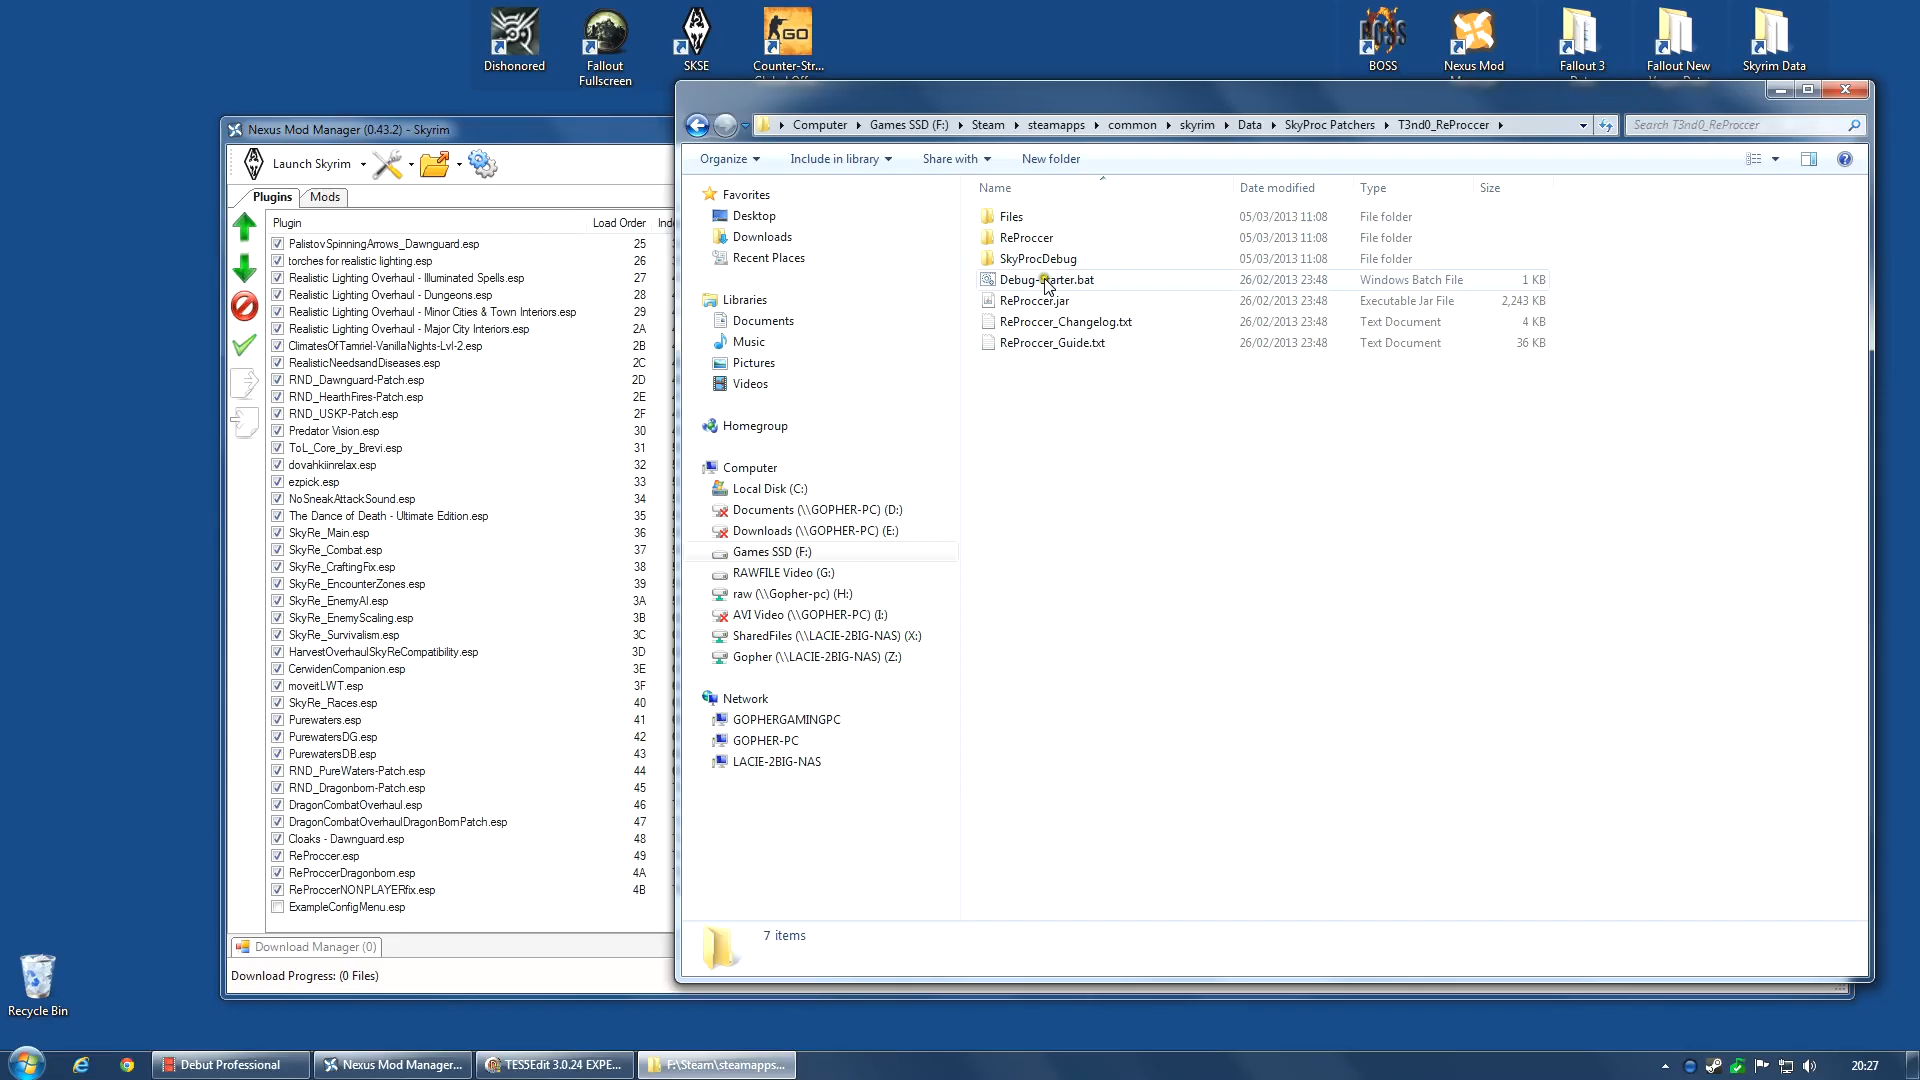 Dishonored
Fallout
Fullscreen
SKSE
GO
Counter-Str...
BOSS
BOSS
Nexus Mod
Fallout 3
Fallout New
Skyrim Data
Nexus Mod Manager (0.43.2) - Skyrim
Launch Skyrim
Plugins
Mods
Plugin Load Order
PalistovSpinningArrows_Dawnguard.esp 25
torches for realistic lighting.esp 26
Realistic Lighting Overhaul - Illuminated Spells.esp 27
Realistic Lighting Overhaul - Dungeons.esp 28
Realistic Lighting Overhaul - Minor Cities & Town Interiors.esp 29
Realistic Lighting Overhaul - Major City Interiors.esp 2A
ClimatesOfTamriel-VanillaNights-Lvl-2.esp 2B
RealisticNeedsandDiseases.esp 2C
RND_Dawnguard-Patch.esp 2D
RND_HearthFires-Patch.esp 2E
RND_USKP-Patch.esp 2F
Predator Vision.esp 30
ToL_Core_by_Brevi.esp 31
dovahkiinrelax.esp 32
ezpick.esp 33
NoSneakAttackSound.esp 34
The Dance of Death - Ultimate Edition.esp 35
SkyRe_Main.esp 36
SkyRe_Combat.esp 37
SkyRe_CraftingFix.esp 38
SkyRe_EncounterZones.esp 39
SkyRe_EnemyAI.esp 3A
SkyRe_EnemyScaling.esp 3B
SkyRe_Survivalism.esp 3C
HarvestOverhaulSkyReCompatibility.esp 3D
CerwidenCompanion.esp 3E
moveitLWT.esp 3F
SkyRe_Races.esp 40
Purewaters.esp 41
PurewatersDG.esp 42
PurewatersDB.esp 43
RND_PureWaters-Patch.esp 44
RND_Dragonborn-Patch.esp 45
DragonCombatOverhaul.esp 46
DragonCombatOverhaulDragonBornPatch.esp 47
Cloaks - Dawnguard.esp 48
ReProccer.esp 49
ReProccerDragonborn.esp 4A
ReProccerNONPLAYERfix.esp 4B
ExampleConfigMenu.esp
Download Manager (0)
Download Progress: (0 Files)
Computer Games SSD (F:) Steam steamapps common skyrim Data SkyProc Patchers T3nd0_ReProccer
Search T3nd0_ReProccer
Organize Include in library Share with New folder
Favorites
Desktop
Downloads
Recent Places
Libraries
Documents
Music
Pictures
Videos
Homegroup
Computer
Local Disk (C:)
Documents (\\GOPHER-PC) (D:)
Downloads (\\GOPHER-PC) (E:)
Games SSD (F:)
RAWFILE Video (G:)
raw (\\Gopher-pc) (H:)
AVI Video (\\GOPHER-PC) (I:)
SharedFiles (\\LACIE-2BIG-NAS) (X:)
Gopher (\\LACIE-2BIG-NAS) (Z:)
Network
GOPHERGAMINGPC
GOPHER-PC
LACIE-2BIG-NAS
Name Date modified Type Size
Files 05/03/2013 11:08 File folder
ReProccer 05/03/2013 11:08 File folder
SkyProcDebug 05/03/2013 11:08 File folder
26/02/2013 23:48 Windows Batch File 1 KB
ReProccer.jar 26/02/2013 23:48 Executable Jar File 2,243 KB
ReProccer_Changelog.txt 26/02/2013 23:48 Text Document 4 KB
ReProccer_Guide.txt 26/02/2013 23:48 Text Document 36 KB
7 items
Recycle Bin
Debut Professional
Nexus Mod Manager...
TES5Edit 3.0.24 EXPE...
F:\Steam\steamapps...
20:27